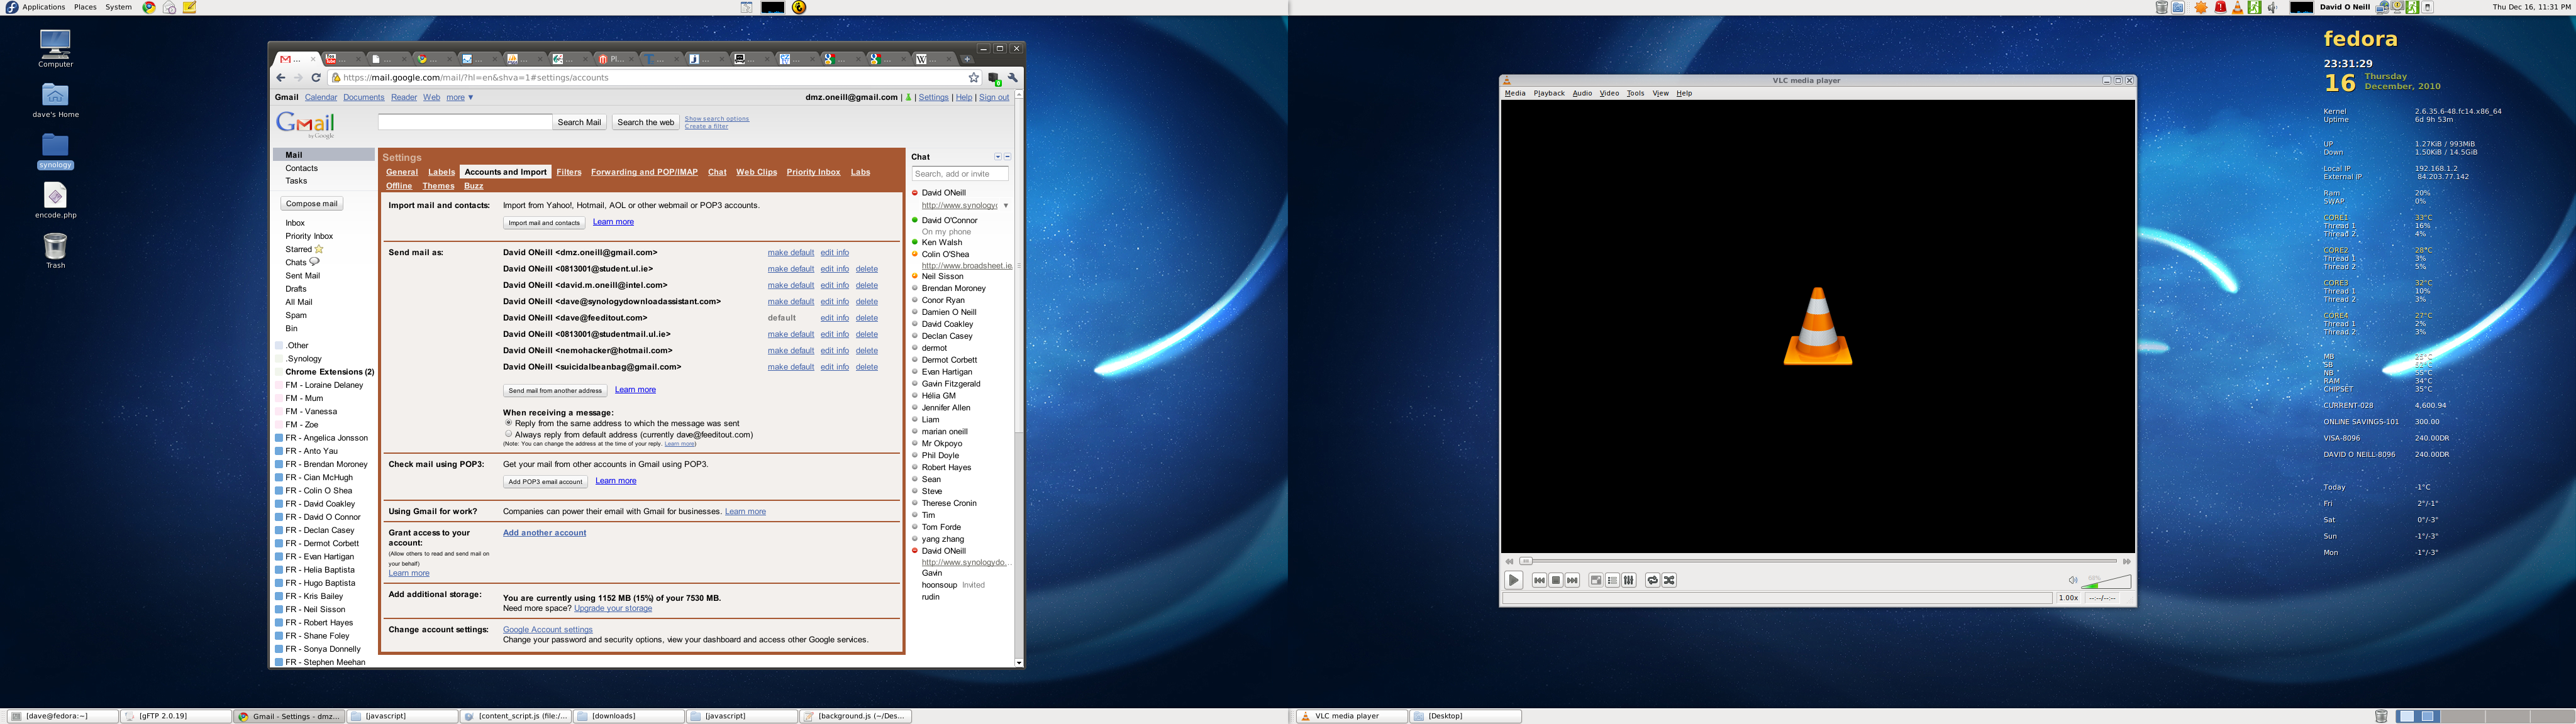 Applications Places System
David O Neill
Thu Dec 16, 11:31 PM
Computer
dave's Home
synology
encode.php
Trash
Pl...
https://mail.google.com/mail/?hl=en&shva=1#settings/accounts
Gmail Calendar Documents Reader Web more ▼
dmz.oneill@gmail.com | | Settings | Help | Sign out
Gmail
by Google
Search Mail
Search the web
Show search options
Create a filter
Mail
Contacts
Tasks
Compose mail
Inbox
Priority Inbox
Starred
Chats
Sent Mail
Drafts
All Mail
Spam
Bin
.Other
.Synology
Chrome Extensions (2)
FM - Loraine Delaney
FM - Mum
FM - Vanessa
FM - Zoe
FR - Angelica Jonsson
FR - Anto Yau
FR - Brendan Moroney
FR - Cian McHugh
FR - Colin O Shea
FR - David Coakley
FR - David O Connor
FR - Declan Casey
FR - Dermot Corbett
FR - Evan Hartigan
FR - Helia Baptista
FR - Hugo Baptista
FR - Kris Bailey
FR - Neil Sisson
FR - Robert Hayes
FR - Shane Foley
FR - Sonya Donnelly
FR - Stephen Meehan
Settings
General Labels Accounts and Import Filters Forwarding and POP/IMAP Chat Web Clips Priority Inbox Labs
Offline Themes Buzz
Import mail and contacts: Import from Yahoo!, Hotmail, AOL or other webmail or POP3 accounts.
Import mail and contacts Learn more
Send mail as: David ONeill <dmz.oneill@gmail.com> make default edit info
David ONeill <0813001@student.ul.ie> make default edit info delete
David ONeill <david.m.oneill@intel.com> make default edit info delete
David ONeill <dave@synologydownloadassistant.com> make default edit info delete
David ONeill <dave@feeditout.com> default edit info delete
David ONeill <0813001@studentmail.ul.ie> make default edit info delete
David ONeill <nemohacker@hotmail.com> make default edit info delete
David ONeill <suicidalbeanbag@gmail.com> make default edit info delete
Send mail from another address Learn more
When receiving a message:
Reply from the same address to which the message was sent
Always reply from default address (currently dave@feeditout.com)
(Note: You can change the address at the time of your reply. Learn more)
Check mail using POP3: Get your mail from other accounts in Gmail using POP3.
Add POP3 email account Learn more
Using Gmail for work? Companies can power their email with Gmail for businesses. Learn more
Grant access to your account: Add another account
(Allow others to read and send mail on your behalf)
Learn more
Add additional storage: You are currently using 1152 MB (15%) of your 7530 MB.
Need more space? Upgrade your storage
Change account settings: Google Account settings
Change your password and security options, view your dashboard and access other Google services.
Chat
Search, add or invite
David ONeill
http://www.synology
David O'Connor
On my phone
Ken Walsh
Colin O'Shea
http://www.broadsheet.ie
Neil Sisson
Brendan Moroney
Conor Ryan
Damien O Neill
David Coakley
Declan Casey
dermot
Dermot Corbett
Evan Hartigan
Gavin Fitzgerald
Hélia GM
Jennifer Allen
Liam
marian oneill
Mr Okpoyo
Phil Doyle
Robert Hayes
Sean
Steve
Therese Cronin
Tim
Tom Forde
yang zhang
David ONeill
http://www.synologydo...
Gavin
hoonsoup Invited
rudin
VLC media player
Media Playback Audio Video Tools View Help
1.00x --:--/--:--
fedora
23:31:29
16 Thursday
December, 2010
Kernel 2.6.35.6-48.fc14.x86_64
Uptime 6d 9h 53m
UP 1.27KiB / 993MiB
Down 1.50KiB / 14.5GiB
Local IP 192.168.1.2
External IP 84.203.77.142
Ram 20%
SWAP 0%
CORE1 33°C
Thread 1 16%
Thread 2 4%
CORE2 28°C
Thread 1 3%
Thread 2 5%
CORE3 32°C
Thread 1 10%
Thread 2 3%
CORE4 27°C
Thread 1 2%
Thread 2 3%
MB
SB
NB
RAM 34°C
CHIPSET 35°C
CURRENT-028 4,600.94
ONLINE SAVINGS-101 300.00
VISA-8096 240.00DR
DAVID O NEILL-8096 240.00DR
Today -1°C
Fri 2°/-1°
Sat 0°/-3°
Sun -1°/-3°
Mon -1°/-3°
[dave@fedora:~]
[gFTP 2.0.19]
Gmail - Settings - dmz...
[javascript]
[content_script.js (file:/...
[downloads]
[javascript]
[background.js (~/Des...
VLC media player
[Desktop]